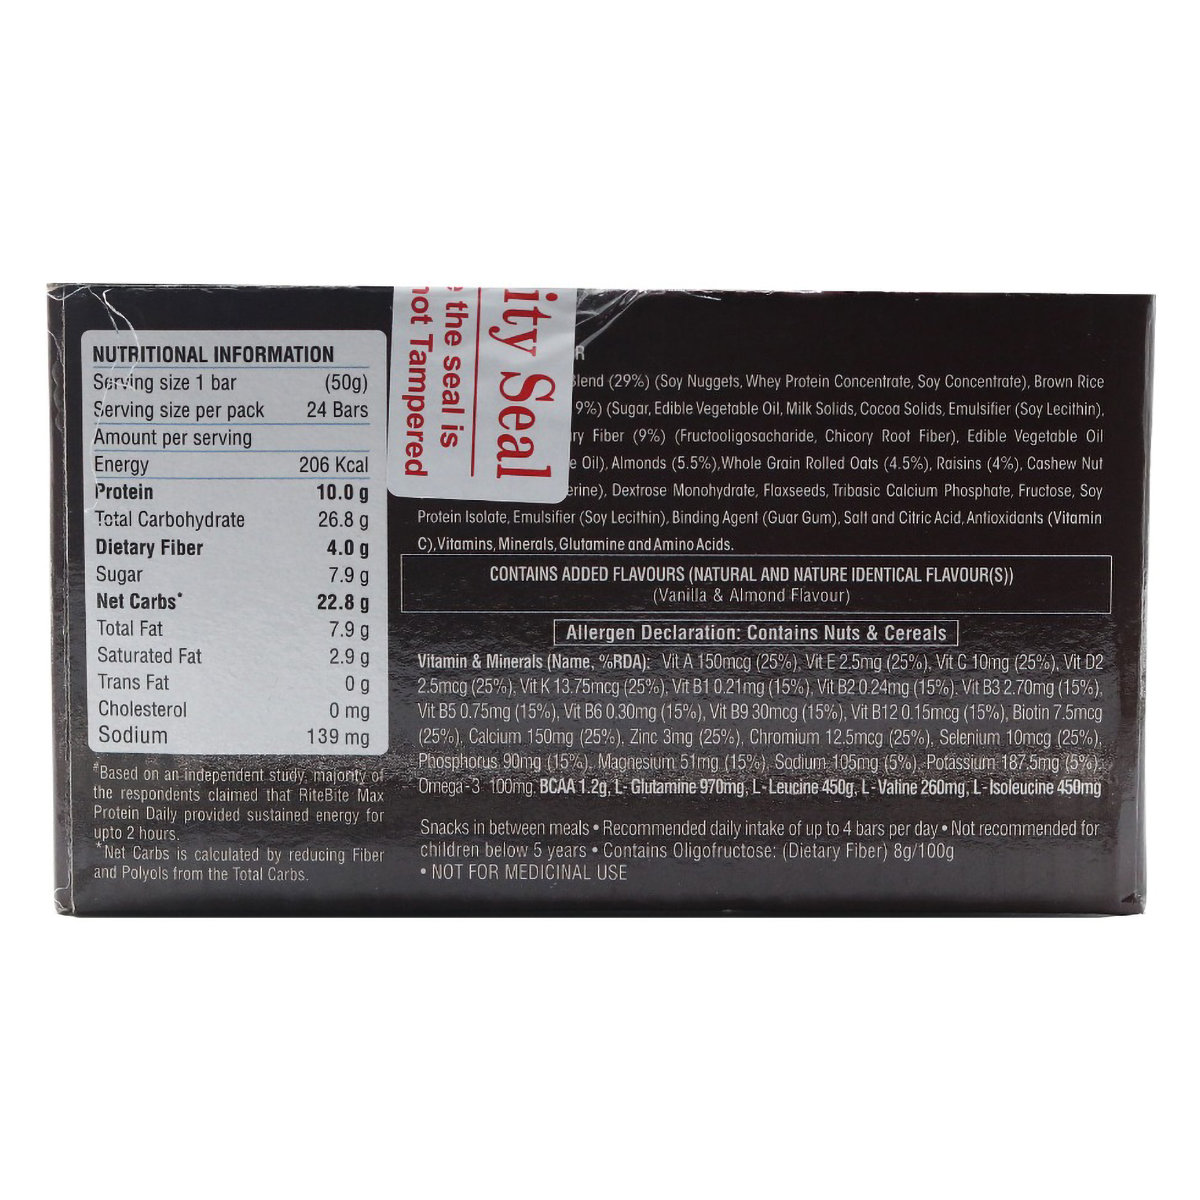 NUTRITIONAL INFORMATION
Serving size 1 bar (50g)
Serving size per pack 24 Bars
Amount per serving
Energy 206 Kcal
Protein 10.0 g
Total Carbohydrate 26.8 g
Dietary Fiber 4.0 g
Sugar 7.9 g
Net Carbs* 22.8 g
Total Fat 7.9 g
Saturated Fat 2.9 g
Trans Fat 0 g
Cholesterol 0 mg
Sodium 139 mg
#Based on an independent study, majority of
the respondents claimed that RiteBite Max
Protein Daily provided sustained energy for
upto 2 hours.
*Net Carbs is calculated by reducing Fiber
and Polyols from the Total Carbs.
ity Seal
the seal is
not Tampered
(29%) (Soy Nuggets, Whey Protein Concentrate, Soy Concentrate), Brown Rice
9%) (Sugar, Edible Vegetable Oil, Milk Solids, Cocoa Solids, Emulsifier (Soy Lecithin),
Fiber (9%) (Fructooligosacharide, Chicory Root Fiber), Edible Vegetable Oil
Oil), Almonds (5.5%),Whole Grain Rolled Oats (4.5%), Raisins (4%), Cashew Nut
erine), Dextrose Monohydrate, Flaxseeds, Tribasic Calcium Phosphate, Fructose, Soy
Protein Isolate, Emulsifier (Soy Lecithin), Binding Agent (Guar Gum), Salt and Citric Acid, Antioxidants (Vitamin
C),Vitamins, Minerals, Glutamine and Amino Acids.
CONTAINS ADDED FLAVOURS (NATURAL AND NATURE IDENTICAL FLAVOUR(S))
(Vanilla & Almond Flavour)
Allergen Declaration: Contains Nuts & Cereals
Vitamin & Minerals (Name, %RDA): Vit A 150mcg (25%), Vit E 2.5mg (25%), Vit C 10mg (25%), Vit D2
2.5mcg (25%), Vit K 13.75mcg (25%), Vit B1 0.21mg (15%), Vit B2 0.24mg (15%), Vit B3 2.70mg (15%),
Vit B5 0.75mg (15%), Vit B6 0.30mg (15%), Vit B9 30mcg (15%), Vit B12 0.15mcg (15%), Biotin 7.5mcg
(25%), Calcium 150mg (25%), Zinc 3mg (25%), Chromium 12.5mcg (25%), Selenium 10mcg (25%),
Phosphorus 90mg (15%), Magnesium 51mg (15%), Sodium 105mg (5%), Potassium 187.5mg (5%),
Omega-3 100mg, BCAA 1.2g, L- Glutamine 970mg, L-Leucine 450g, L-Valine 260mg, L-Isoleucine 450mg
Snacks in between meals • Recommended daily intake of up to 4 bars per day • Not recommended for
children below 5 years • Contains Oligofructose: (Dietary Fiber) 8g/100g
• NOT FOR MEDICINAL USE